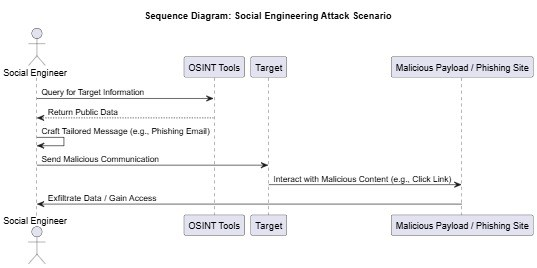 Sequence Diagram: Social Engineering Attack Scenario
Social Engineer
OSINT Tools
Target
Malicious Payload / Phishing Site
Query for Target Information
Return Public Data
Craft Tailored Message (e.g., Phishing Email)
Send Malicious Communication
Interact with Malicious Content (e.g., Click Link)
Exfiltrate Data / Gain Access
Social Engineer
OSINT Tools
Target
Malicious Payload / Phishing Site